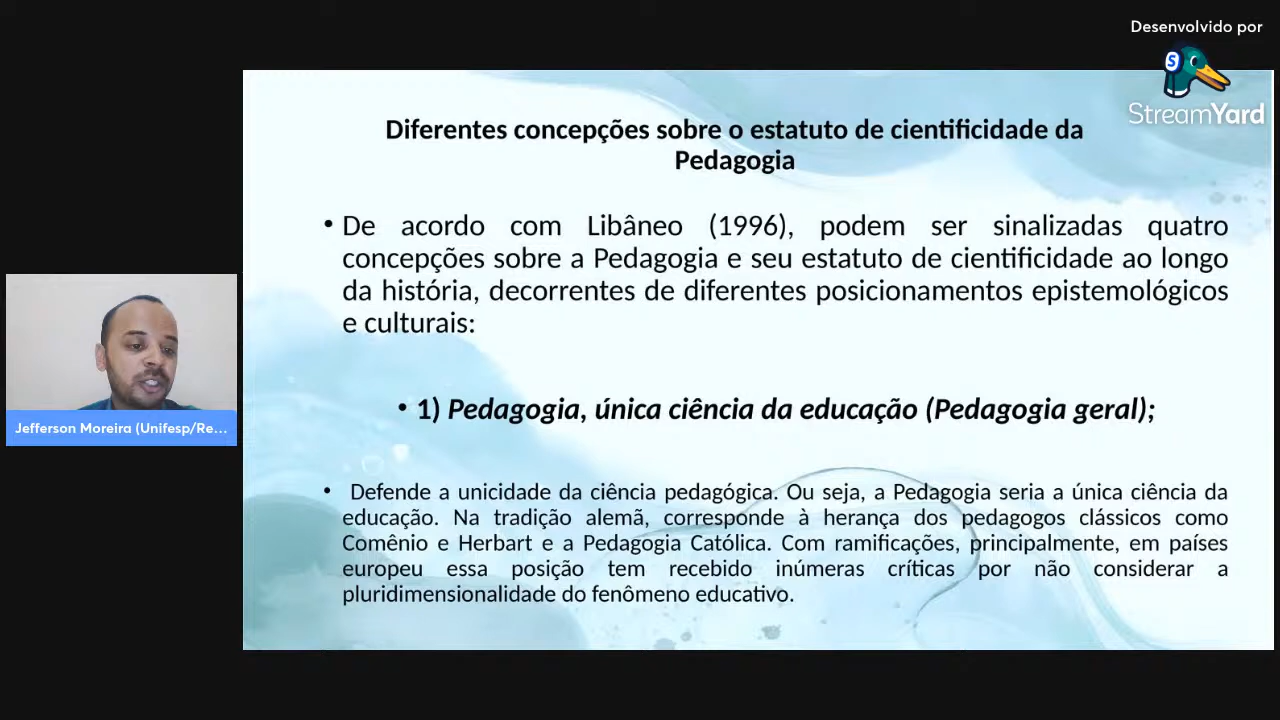 Desenvolvido por
S
StreamYard
Diferentes concepções sobre o estatuto de cientificidade da
Pedagogia
• De acordo com Libâneo (1996), podem ser sinalizadas quatro
concepções sobre a Pedagogia e seu estatuto de cientificidade ao longo
da história, decorrentes de diferentes posicionamentos epistemológicos
e culturais:
• 1) Pedagogia, única ciência da educação (Pedagogia geral);
• Defende a unicidade da ciência pedagógica. Ou seja, a Pedagogia seria a única ciência da
educação. Na tradição alemã, corresponde à herança dos pedagogos clássicos como
Comênio e Herbart e a Pedagogia Católica. Com ramificações, principalmente, em países
europeu essa posição tem recebido inúmeras críticas por não considerar a
pluridimensionalidade do fenômeno educativo.
Jefferson Moreira (Unifesp/Re...